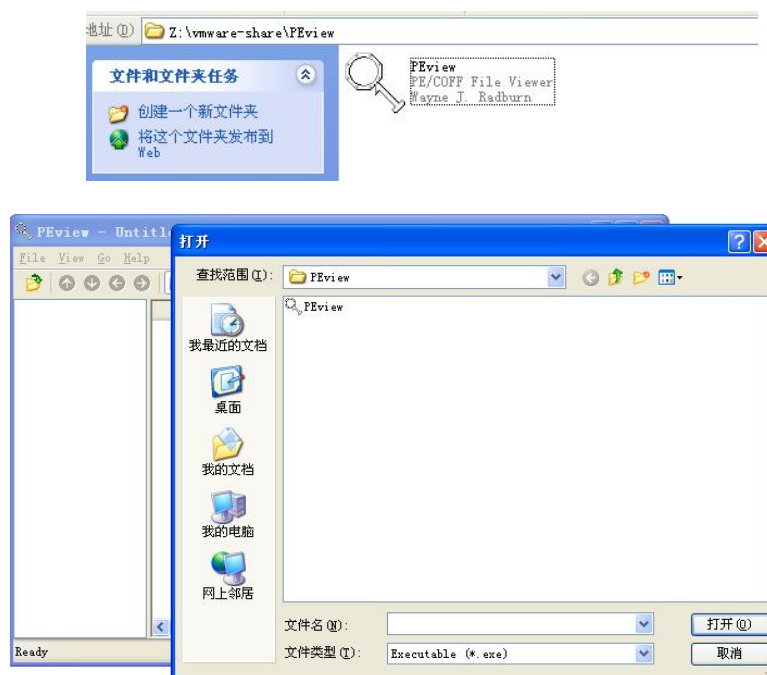 地址(D) Z:\vmware-share\PEview
文件和文件夹任务
创建一个新文件夹
将这个文件夹发布到
Web
PEview
PE/COFF File Viewer
Wayne J. Radburn
PEview - Untitl
File View Go Help
打开
查找范围(I): PEview
PEview
我最近的文档
桌面
我的文档
我的电脑
网上邻居
文件名(N): 打开(O)
文件类型(T): Executable (*.exe) 取消
Ready